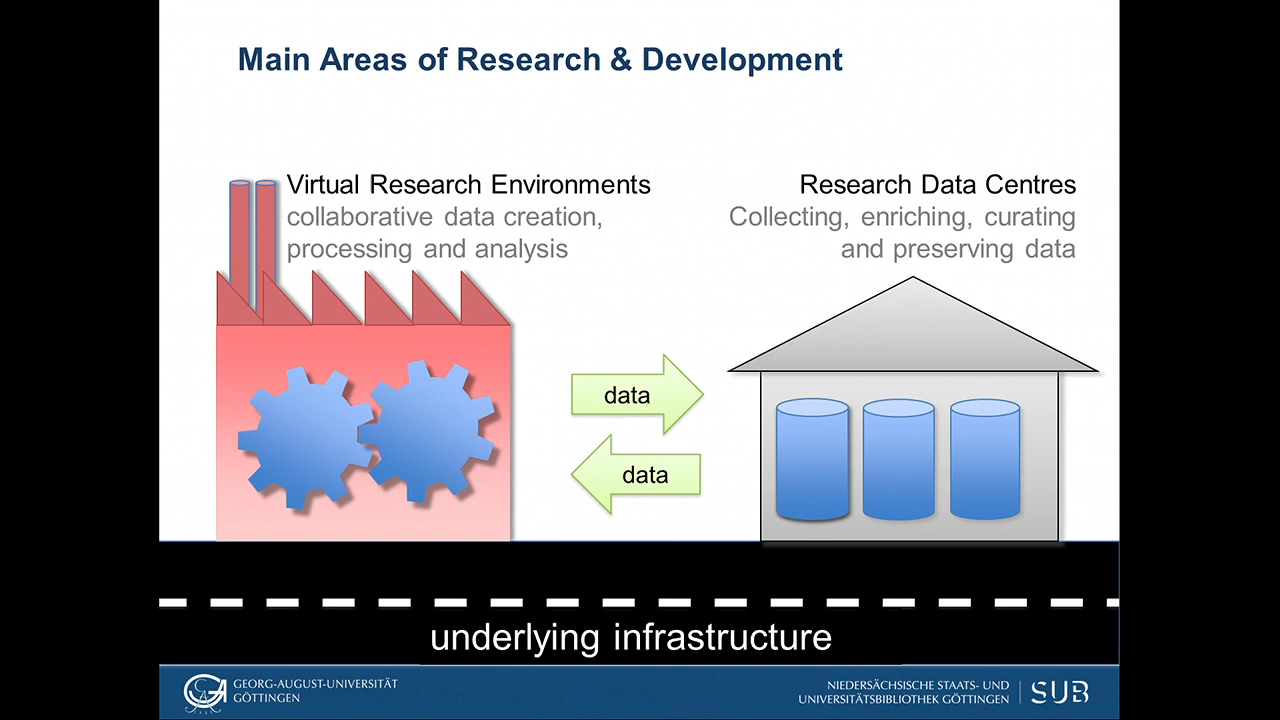 Main Areas of Research & Development
Virtual Research Environments
collaborative data creation,
processing and analysis
Research Data Centres
Collecting, enriching, curating
and preserving data
data
data
underlying infrastructure
GEORG-AUGUST-UNIVERSITÄT
GÖTTINGEN
NIEDERSÄCHSISCHE STAATS- UND
UNIVERSITÄTSBIBLIOTHEK GÖTTINGEN
SUB